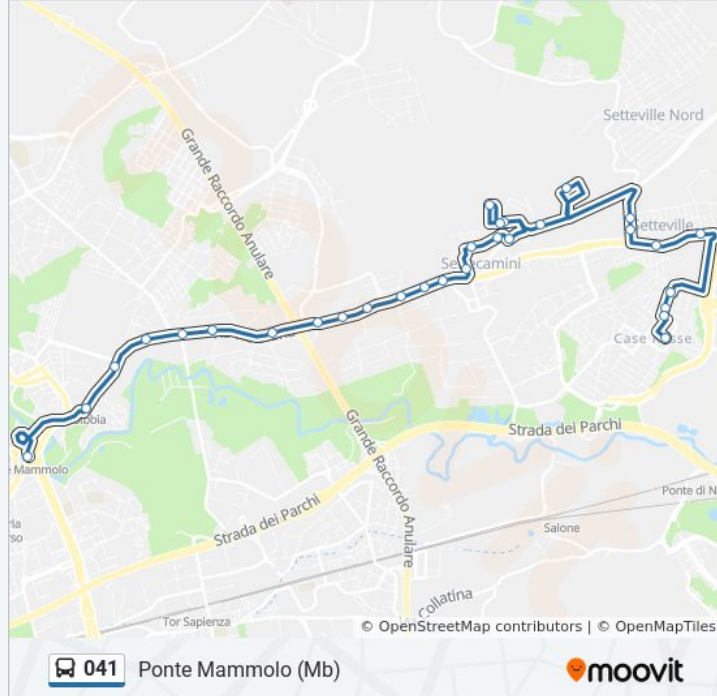 Setteville Nord
Grande Raccordo Anulare
Setteville
Case Rosse
Mammolo
Grande Raccordo Anulare
Strada dei Parchi
Strada dei Parchi
Ponte di N
Salone
Collatina
Tor Sapienza
© OpenStreetMap contributors | © OpenMapTiles
041 Ponte Mammolo (Mb)
moovit